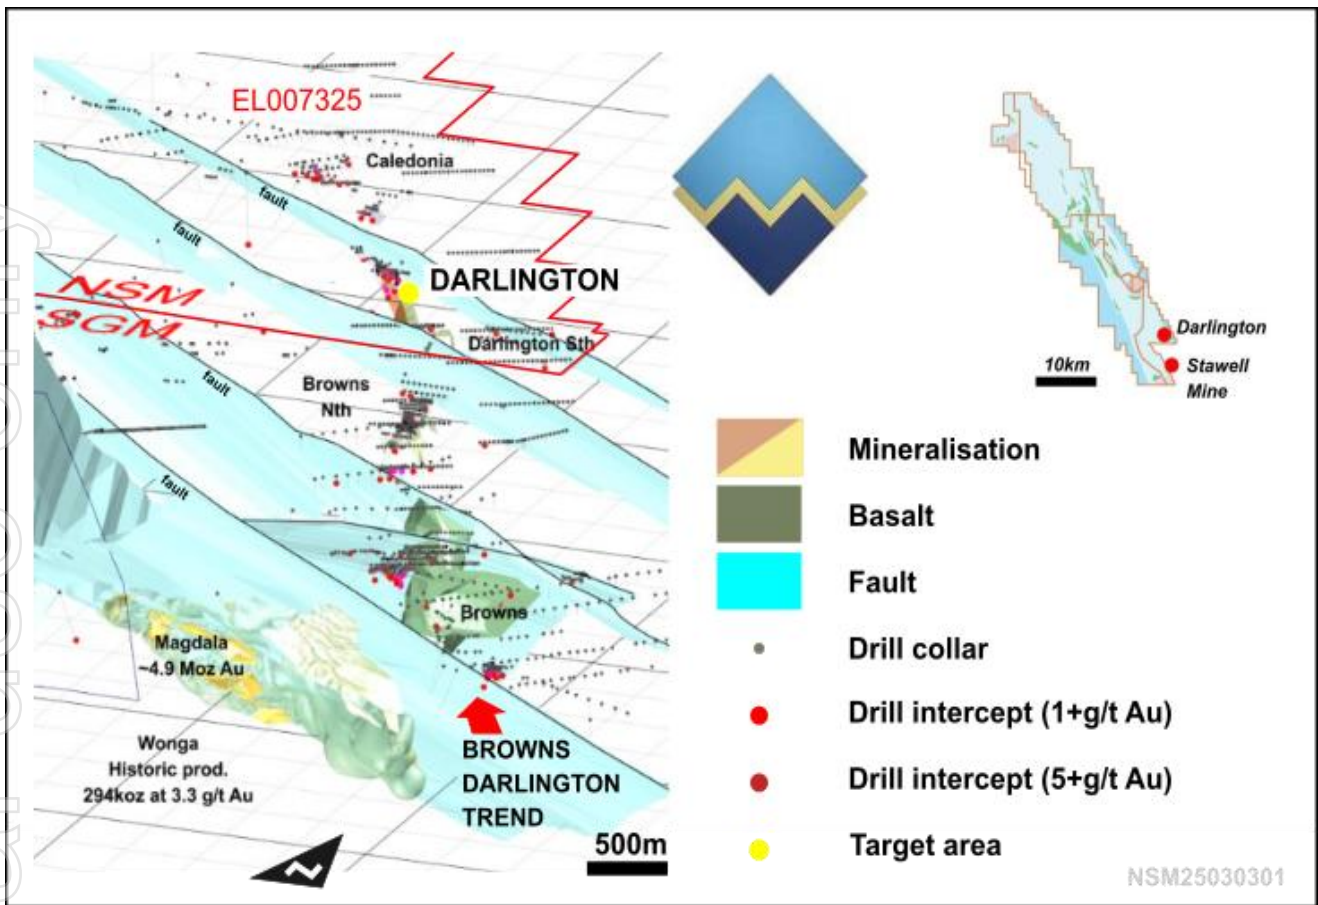 EL007325
Caledonia
fault
fault
NSM
SGM
DARLINGTON
Darlington Sth
fault
Browns
Nth
fault
Browns
Magdala
~4.9 Moz Au
Wonga
Historic prod.
294koz at 3.3 g/t Au
BROWNS
DARLINGTON
TREND
500m
N
Darlington
10km
Stawell
Mine
Mineralisation
Basalt
Fault
Drill collar
Drill intercept (1+g/t Au)
Drill intercept (5+g/t Au)
Target area
NSM25030301